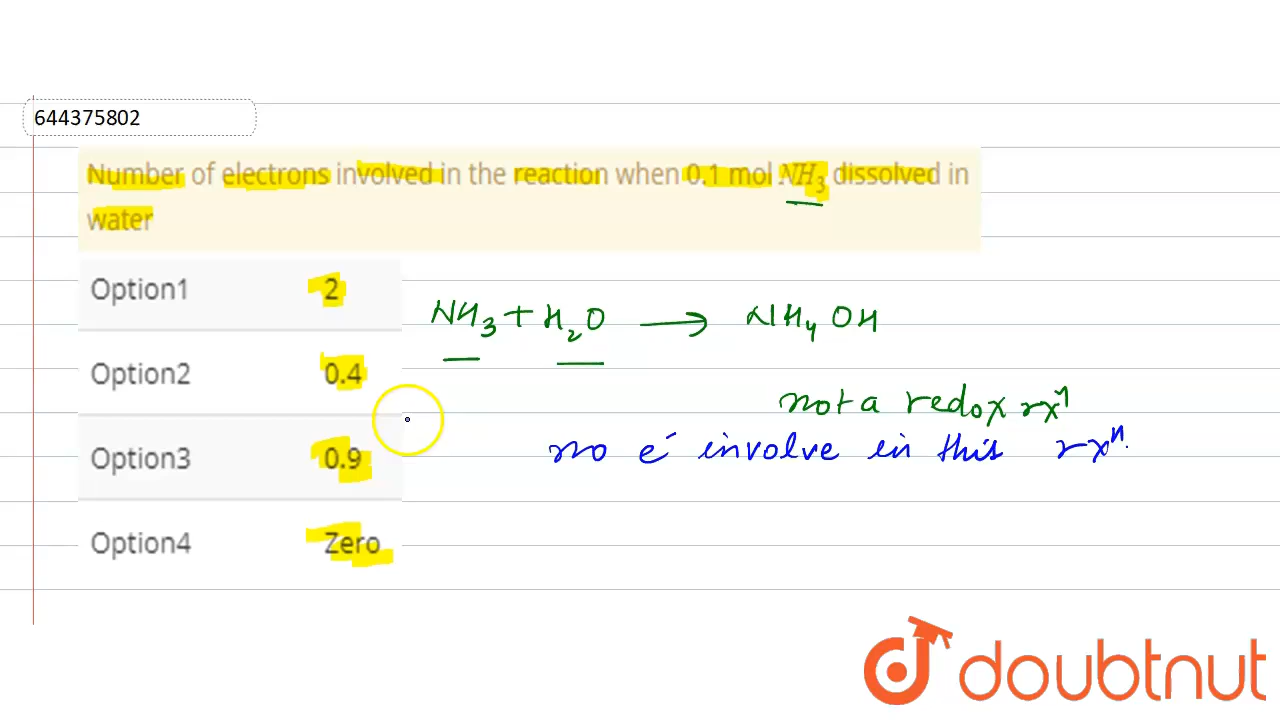 644375802
Number of electrons involved in the reaction when 0.1 mol NH₃ dissolved in
water
Option1 2
NH₃ + H₂O → NH₄OH
Option2 0.4
not a redox rxⁿ
no e⁻ involve in this rxⁿ.
Option3 0.9
Option4 Zero
doubtnut